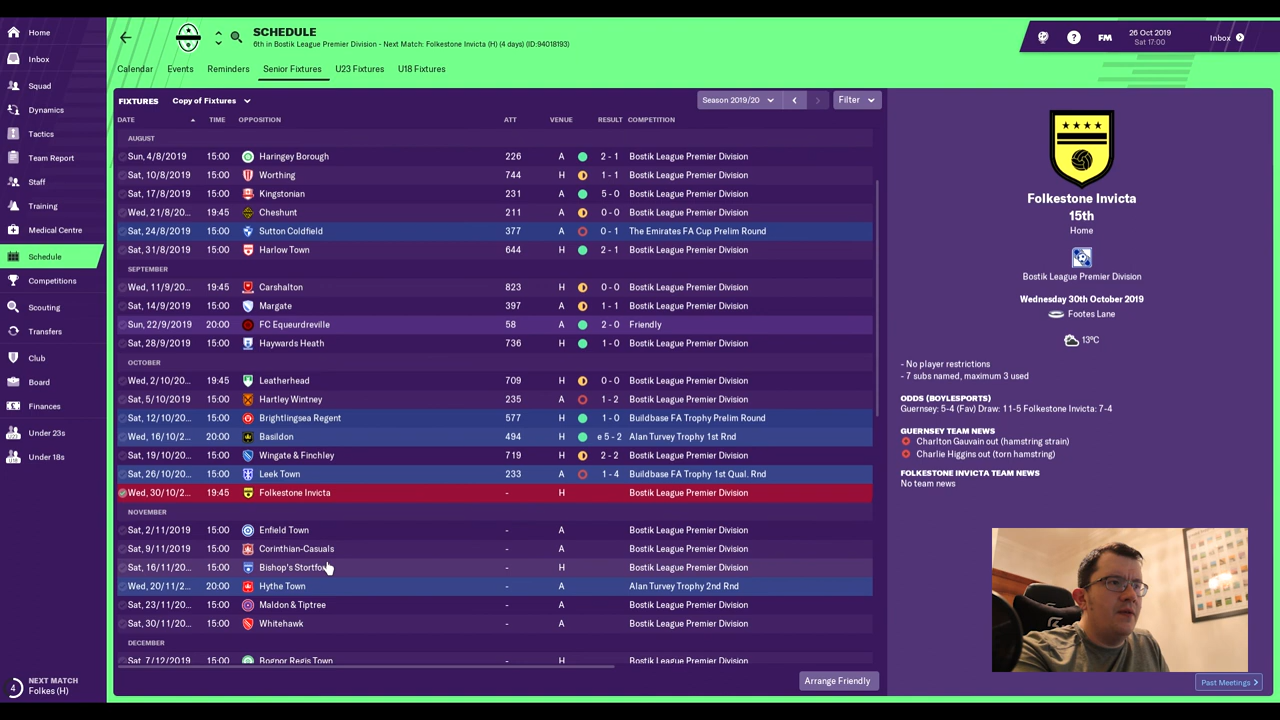 SCHEDULE
6th in Bostik League Premier Division - Next Match: Folkestone Invicta (H) (4 days) (ID:94018193)
FM
26 Oct 2019
Sat 17:00
Inbox
Home
Inbox
Squad
Dynamics
Tactics
Team Report
Staff
Training
Medical Centre
Schedule
Competitions
Scouting
Transfers
Club
Board
Finances
Under 23s
Under 18s
4 NEXT MATCH
Folkes (H)
Calendar Events Reminders Senior Fixtures U23 Fixtures U18 Fixtures
FIXTURES Copy of Fixtures Season 2019/20 Filter
DATE TIME OPPOSITION ATT VENUE RESULT COMPETITION
AUGUST
Sun, 4/8/2019 15:00 Haringey Borough 226 A 2 - 1 Bostik League Premier Division
Sat, 10/8/2019 15:00 Worthing 744 H 1 - 1 Bostik League Premier Division
Sat, 17/8/2019 15:00 Kingstonian 231 A 5 - 0 Bostik League Premier Division
Wed, 21/8/20... 19:45 Cheshunt 211 A 0 - 0 Bostik League Premier Division
Sat, 24/8/2019 15:00 Sutton Coldfield 377 A 0 - 1 The Emirates FA Cup Prelim Round
Sat, 31/8/2019 15:00 Harlow Town 644 H 2 - 1 Bostik League Premier Division
SEPTEMBER
Wed, 11/9/20... 19:45 Carshalton 823 H 0 - 0 Bostik League Premier Division
Sat, 14/9/2019 15:00 Margate 397 A 1 - 1 Bostik League Premier Division
Sun, 22/9/2019 20:00 FC Equeurdreville 58 A 2 - 0 Friendly
Sat, 28/9/2019 15:00 Haywards Heath 736 H 1 - 0 Bostik League Premier Division
OCTOBER
Wed, 2/10/20... 19:45 Leatherhead 709 H 0 - 0 Bostik League Premier Division
Sat, 5/10/2019 15:00 Hartley Wintney 235 A 1 - 2 Bostik League Premier Division
Sat, 12/10/20... 15:00 Brightlingsea Regent 577 H 1 - 0 Buildbase FA Trophy Prelim Round
Wed, 16/10/2... 20:00 Basildon 494 H e 5 - 2 Alan Turvey Trophy 1st Rnd
Sat, 19/10/20... 15:00 Wingate & Finchley 719 H 2 - 2 Bostik League Premier Division
Sat, 26/10/20... 15:00 Leek Town 233 A 1 - 4 Buildbase FA Trophy 1st Qual. Rnd
Wed, 30/10/2... 19:45 Folkestone Invicta - H Bostik League Premier Division
NOVEMBER
Sat, 2/11/2019 15:00 Enfield Town - A Bostik League Premier Division
Sat, 9/11/2019 15:00 Corinthian-Casuals - A Bostik League Premier Division
Sat, 16/11/20... 15:00 Bishop's Stortfo - H Bostik League Premier Division
Wed, 20/11/2... 20:00 Hythe Town - A Alan Turvey Trophy 2nd Rnd
Sat, 23/11/20... 15:00 Maldon & Tiptree - A Bostik League Premier Division
Sat, 30/11/20... 15:00 Whitehawk - A Bostik League Premier Division
DECEMBER
Sat, 7/12/2019 15:00 Bognor Regis Town - H Bostik League Premier Division
Arrange Friendly
Folkestone Invicta
15th
Home
Bostik League Premier Division
Wednesday 30th October 2019
Footes Lane
13ºC
- No player restrictions
- 7 subs named, maximum 3 used
ODDS (BOYLESPORTS)
Guernsey: 5-4 (Fav) Draw: 11-5 Folkestone Invicta: 7-4
GUERNSEY TEAM NEWS
Charlton Gauvain out (hamstring strain)
Charlie Higgins out (torn hamstring)
FOLKESTONE INVICTA TEAM NEWS
No team news
Past Meetings